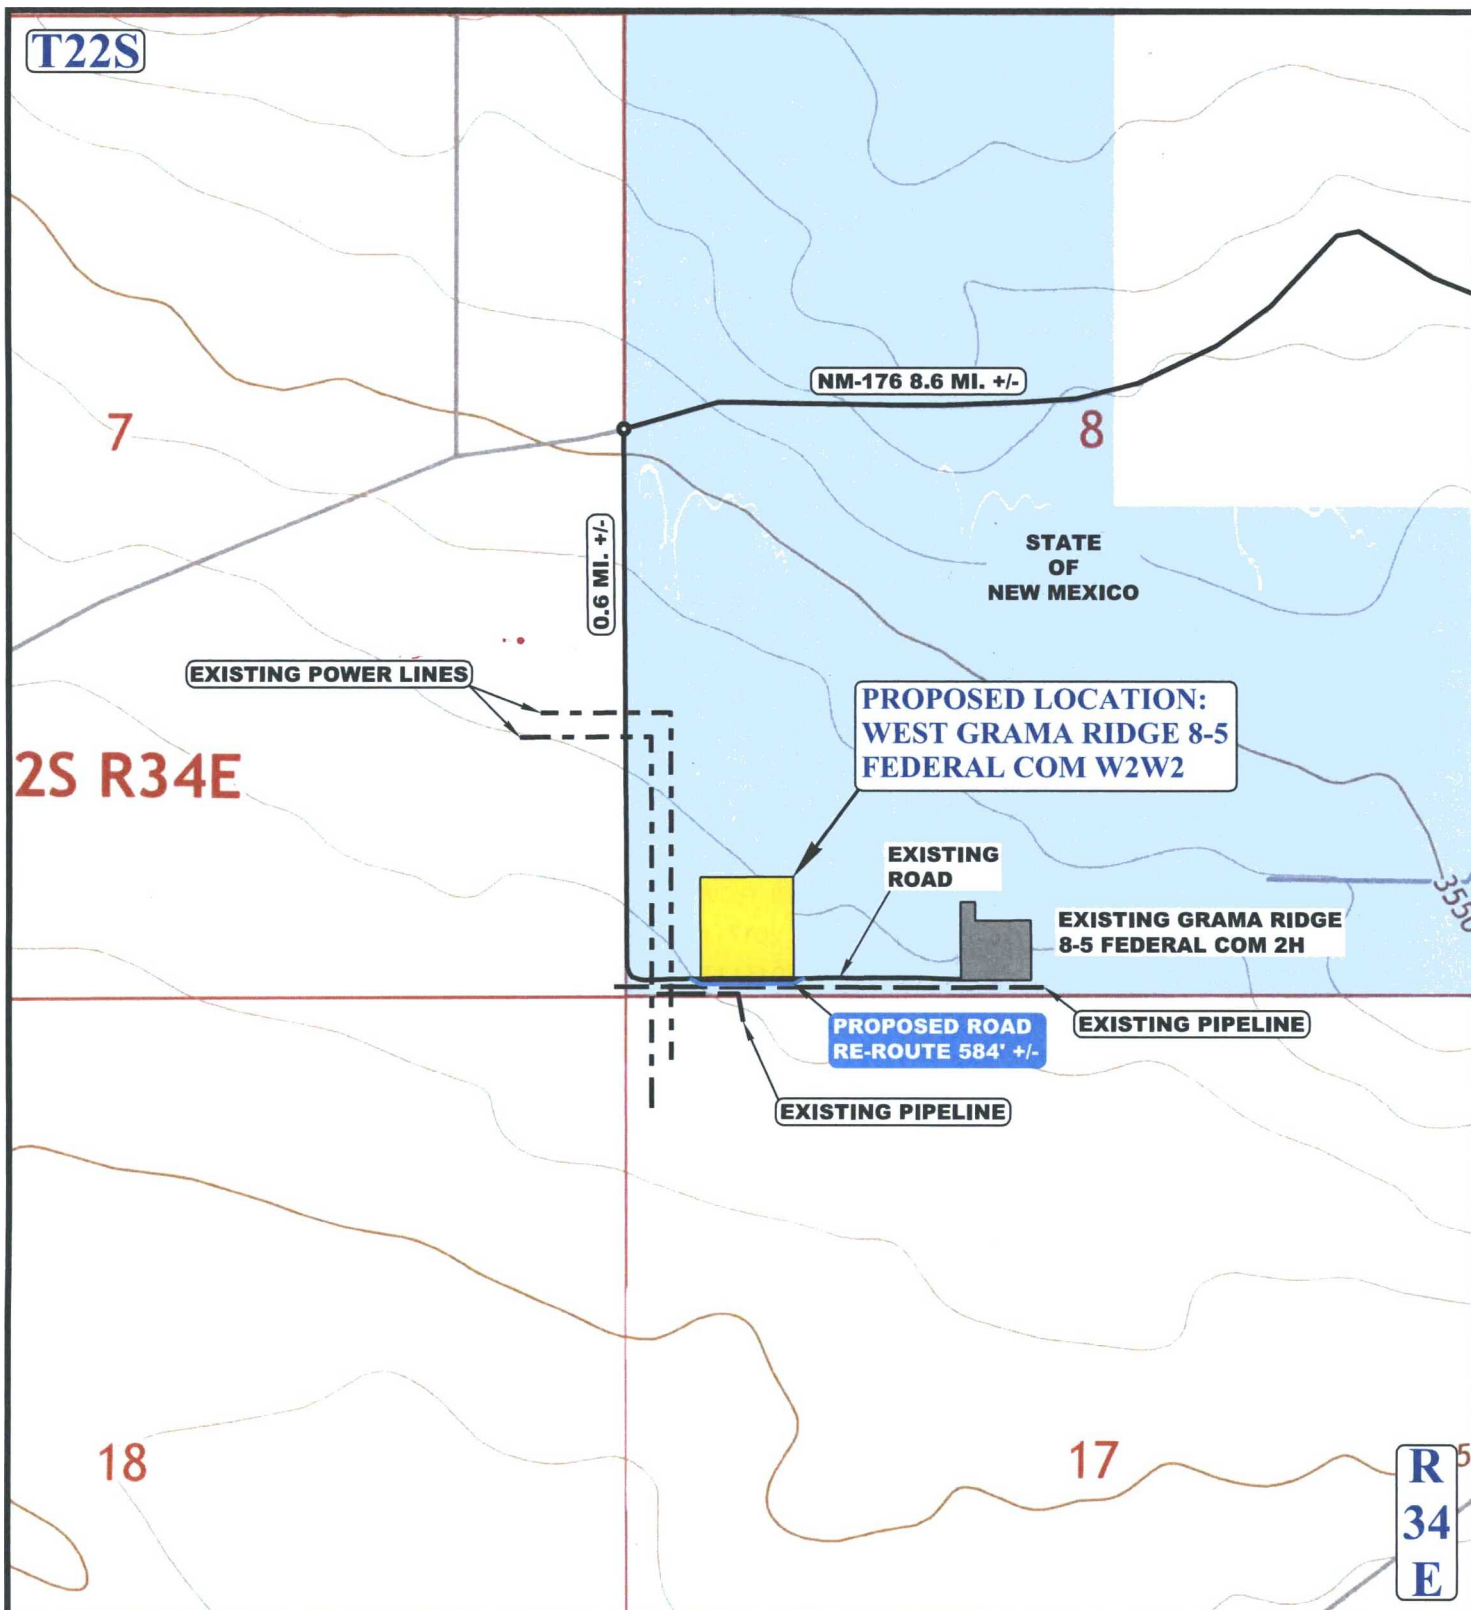 T22S
NM-176 8.6 MI. +/-
7
8
0.6 MI. +/-
STATE
OF
NEW MEXICO
EXISTING POWER LINES
PROPOSED LOCATION:
WEST GRAMA RIDGE 8-5
FEDERAL COM W2W2
2S R34E
EXISTING
ROAD
3550
EXISTING GRAMA RIDGE
8-5 FEDERAL COM 2H
PROPOSED ROAD
RE-ROUTE 584' +/-
EXISTING PIPELINE
EXISTING PIPELINE
18
17
R
34
E
5